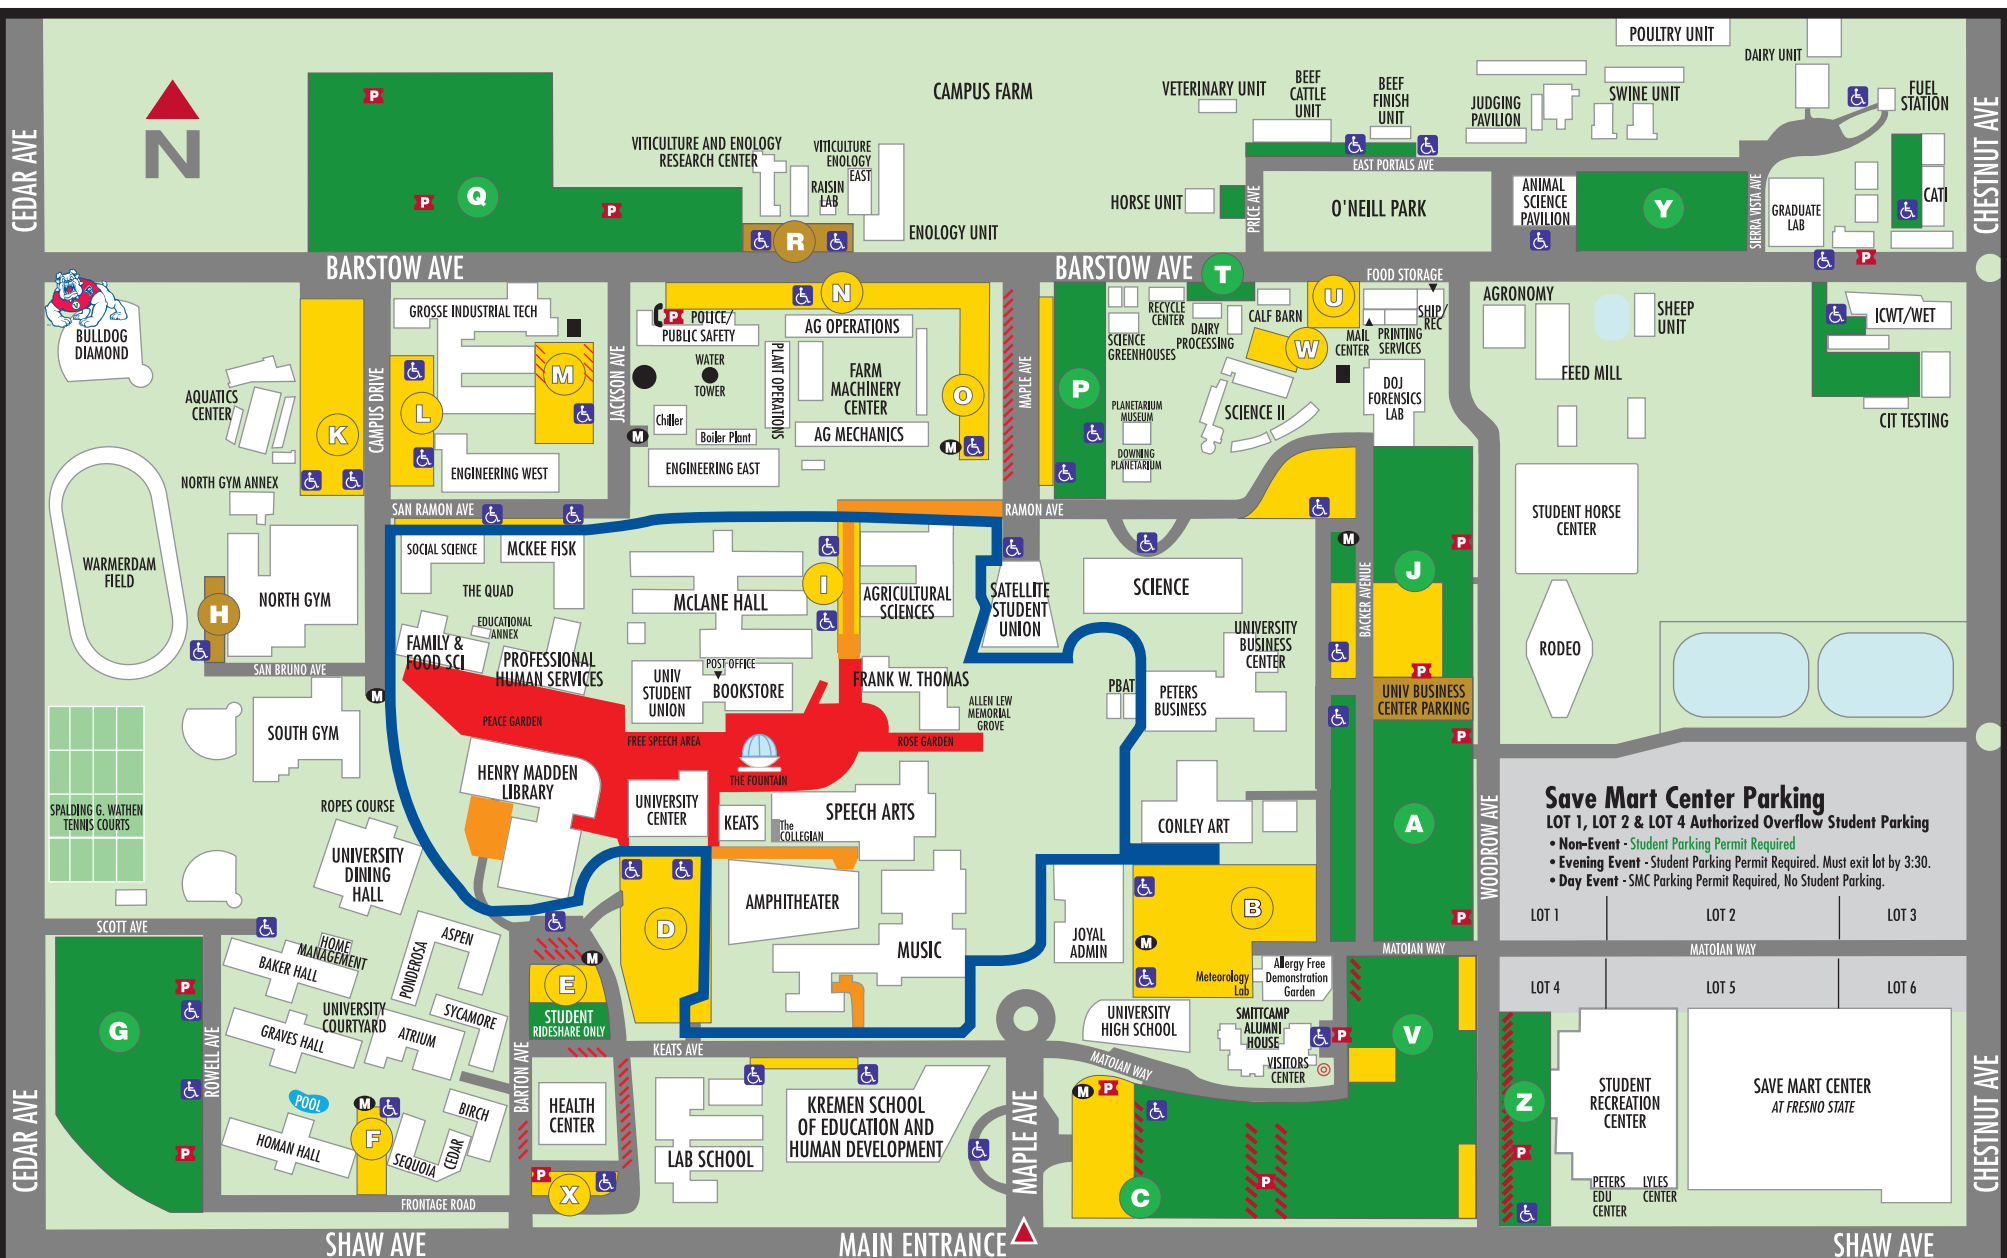 POULTRY UNIT
DAIRY UNIT
CAMPUS FARM
VETERINARY UNIT
BEEF
CATTLE
UNIT
BEEF
FINISH
UNIT
JUDGING
PAVILION
SWINE UNIT
FUEL
STATION
CEDAR AVE
N
P
P
P
Q
VITICULTURE AND ENOLOGY
RESEARCH CENTER
VITICULTURE
ENOLOGY
EAST
RAISIN
LAB
R
ENOLOGY UNIT
HORSE UNIT
PRICE AVE
EAST PORTALS AVE
O'NEILL PARK
ANIMAL
SCIENCE
PAVILION
Y
SIERRA VISTA AVE
GRADUATE
LAB
CATI
P
CHESTNUT AVE
BARSTOW AVE
BARSTOW AVE
T
FOOD STORAGE
BULLDOG
DIAMOND
GROSSE INDUSTRIAL TECH
P
POLICE/
PUBLIC SAFETY
N
AG OPERATIONS
RECYCLE
CENTER
SCIENCE
GREENHOUSES
DAIRY
PROCESSING
CALF BARN
U
W
MAIL
CENTER
PRINTING
SERVICES
SHIP/
REC
AGRONOMY
SHEEP
UNIT
FEED MILL
ICWT/WET
CIT TESTING
AQUATICS
CENTER
K
CAMPUS DRIVE
L
M
JACKSON AVE
WATER
TOWER
PLANT OPERATIONS
FARM
MACHINERY
CENTER
O
MAPLE AVE
P
PLANETARIUM
MUSEUM
DOWNING
PLANETARIUM
SCIENCE II
DOJ
FORENSICS
LAB
Chiller
Boiler Plant
AG MECHANICS
M
M
ENGINEERING WEST
ENGINEERING EAST
NORTH GYM ANNEX
SAN RAMON AVE
RAMON AVE
STUDENT HORSE
CENTER
WARMERDAM
FIELD
H
NORTH GYM
SAN BRUNO AVE
SOCIAL SCIENCE
MCKEE FISK
THE QUAD
EDUCATIONAL
ANNEX
FAMILY &
FOOD SCI
PROFESSIONAL
HUMAN SERVICES
McLANE HALL
I
AGRICULTURAL
SCIENCES
SATELLITE
STUDENT
UNION
SCIENCE
UNIVERSITY
BUSINESS
CENTER
M
BACKER AVENUE
P
J
P
UNIV BUSINESS
CENTER PARKING
RODEO
M
SOUTH GYM
PEACE GARDEN
UNIV
STUDENT
UNION
POST OFFICE
BOOKSTORE
FRANK W. THOMAS
ALLEN LEW
MEMORIAL
GROVE
PBAT
PETERS
BUSINESS
FREE SPEECH AREA
ROSE GARDEN
THE FOUNTAIN
P
SPALDING G. WATHEN
TENNIS COURTS
ROPES COURSE
HENRY MADDEN
LIBRARY
UNIVERSITY
CENTER
KEATS
The
COLLEGIAN
SPEECH ARTS
CONLEY ART
A
WOODROW AVE
Save Mart Center Parking
LOT 1, LOT 2 & LOT 4 Authorized Overflow Student Parking
• Non-Event - Student Parking Permit Required
• Evening Event - Student Parking Permit Required. Must exit lot by 3:30.
• Day Event - SMC Parking Permit Required, No Student Parking.
LOT 1
LOT 2
LOT 3
MATOIAN WAY
MATOIAN WAY
LOT 4
LOT 5
LOT 6
UNIVERSITY
DINING
HALL
AMPHITHEATER
MUSIC
D
JOYAL
ADMIN
B
M
P
Meteorology
Lab
Allergy Free
Demonstration
Garden
SCOTT AVE
HOME
MANAGEMENT
BAKER HALL
PONDEROSA
ASPEN
M
E
STUDENT
RIDESHARE ONLY
P
G
P
ROWELL AVE
GRAVES HALL
UNIVERSITY
COURTYARD
ATRIUM
SYCAMORE
BARTON AVE
KEATS AVE
UNIVERSITY
HIGH SCHOOL
SMITTCAMP
ALUMNI
HOUSE
VISITORS
CENTER
P
V
MATOIAN WAY
CEDAR AVE
POOL
M
F
HOMAN HALL
SEQUOIA
CEDAR
BIRCH
HEALTH
CENTER
LAB SCHOOL
KREMEN SCHOOL
OF EDUCATION AND
HUMAN DEVELOPMENT
MAPLE AVE
M
P
C
P
Z
P
STUDENT
RECREATION
CENTER
SAVE MART CENTER
AT FRESNO STATE
PETERS
EDU
CENTER
LYLES
CENTER
CHESTNUT AVE
P
X
FRONTAGE ROAD
SHAW AVE
MAIN ENTRANCE
SHAW AVE